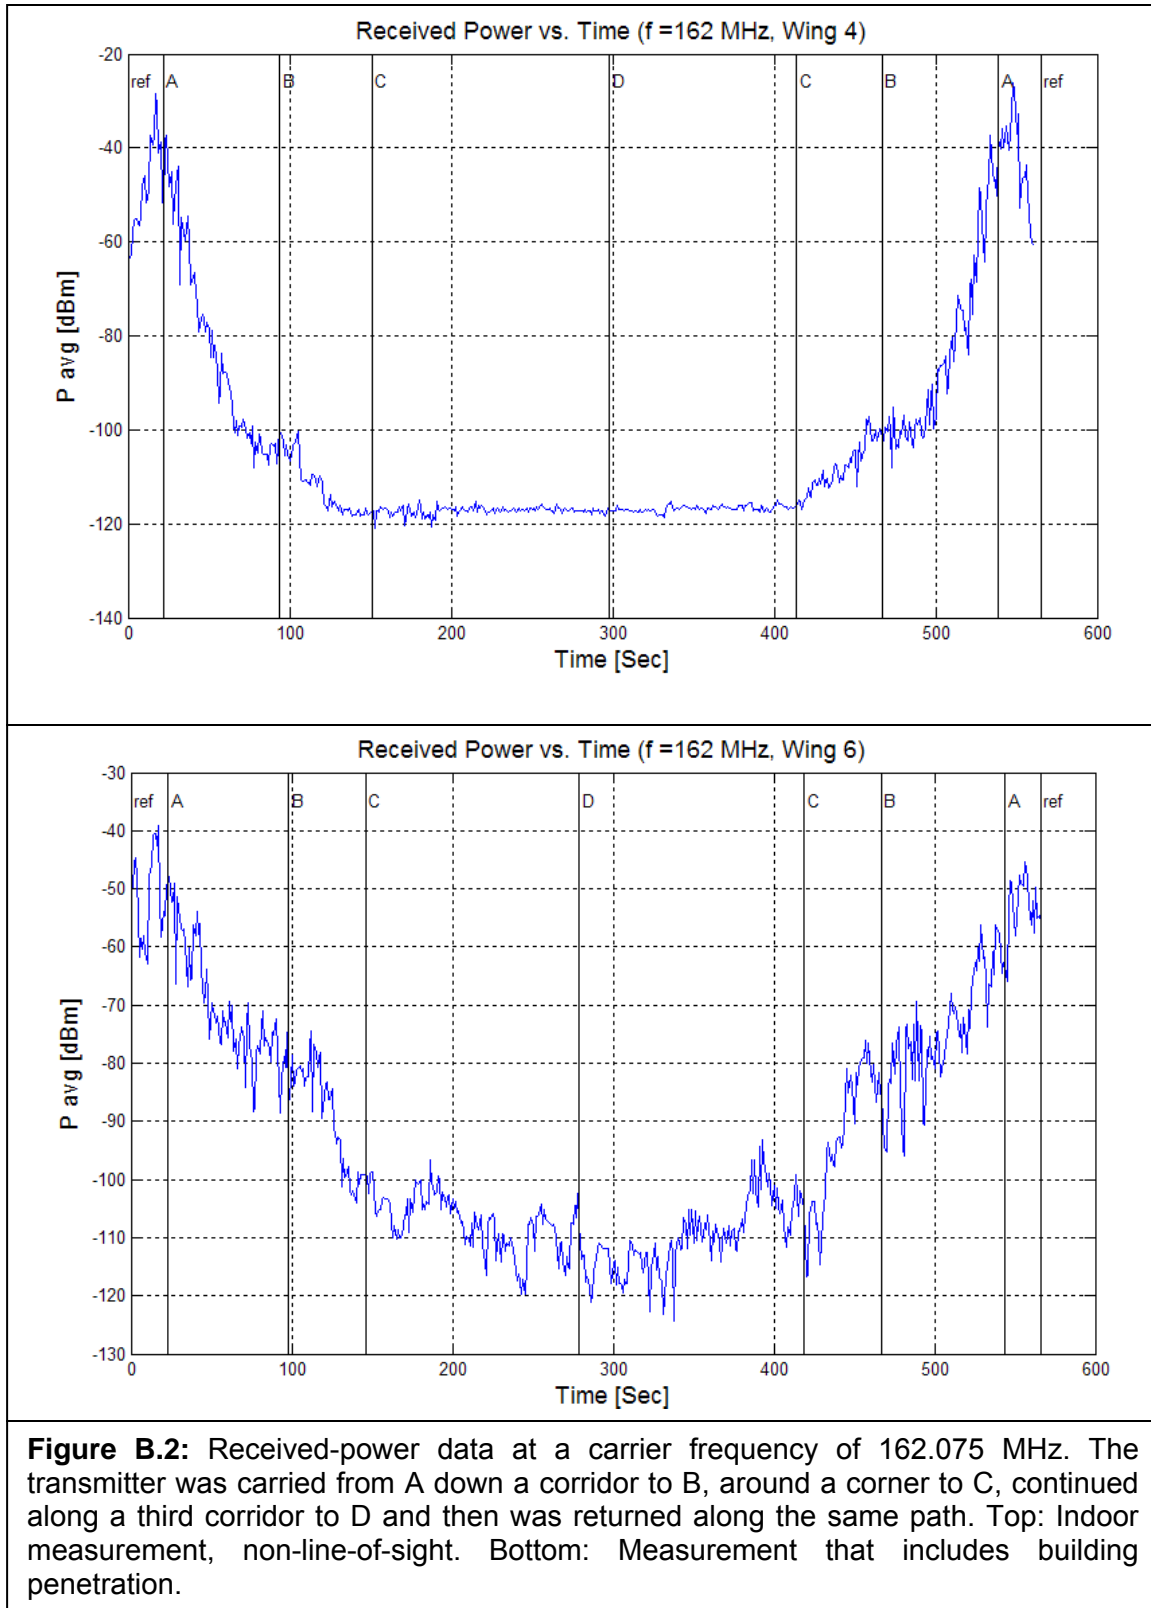 Received Power vs. Time (f =162 MHz, Wing 4)
-20
-40
-60
-80
-100
-120
-140
P avg [dBm]
ref A B C D C B A ref
0 100 200 300 400 500 600
Time [Sec]
Received Power vs. Time (f =162 MHz, Wing 6)
-30
-40
-50
-60
-70
-80
-90
-100
-110
-120
-130
P avg [dBm]
ref A B C D C B A ref
0 100 200 300 400 500 600
Time [Sec]
Figure B.2: Received-power data at a carrier frequency of 162.075 MHz. The
transmitter was carried from A down a corridor to B, around a corner to C, continued
along a third corridor to D and then was returned along the same path. Top: Indoor
measurement, non-line-of-sight. Bottom: Measurement that includes building
penetration.